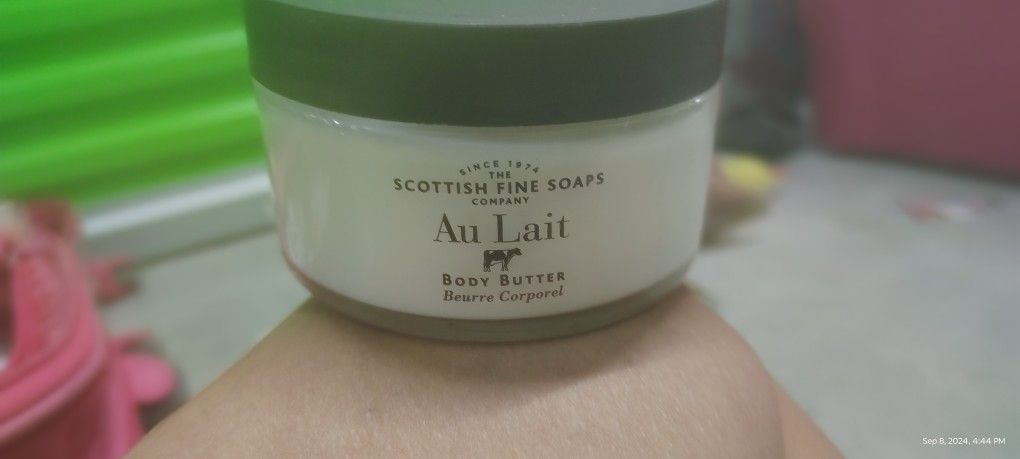 SINCE 1974
THE
SCOTTISH FINE SOAPS
COMPANY
Au Lait
BODY BUTTER
Beurre Corporel
Sep 8, 2024, 4:44 PM